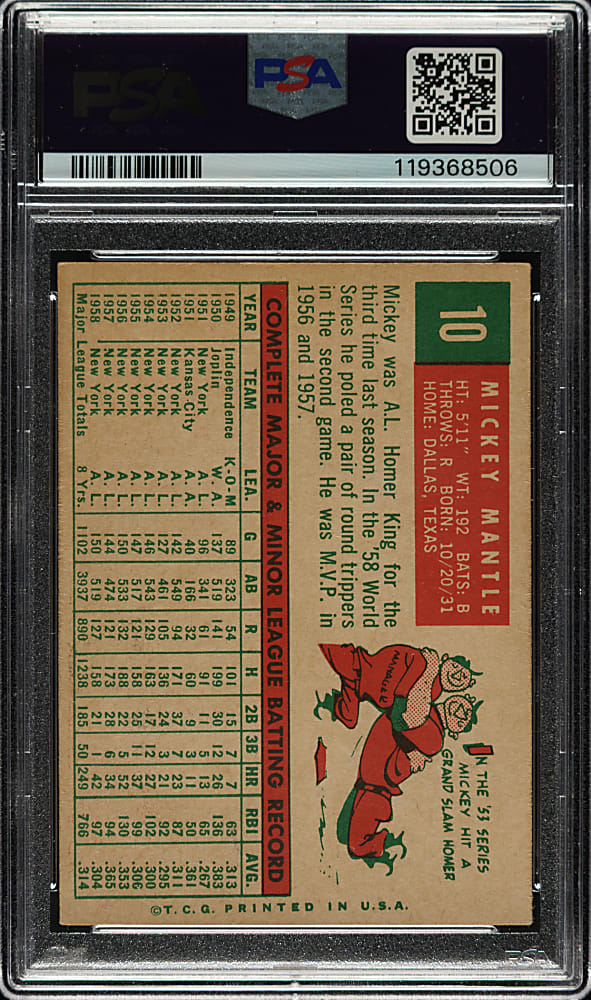 PSA
PSA
119368506
10
MICKEY MANTLE
HT: 5'11" WT: 192 BATS: B
THROWS: R BORN: 10/20/31
HOME: DALLAS, TEXAS
Mickey was A.L. Homer King for the
third time last season. In the '58 World
Series he poled a pair of round trippers
in the second game. He was M.V.P. in
1956 and 1957.
IN THE '53 SERIES
MICKEY HIT A
GRAND SLAM HOMER
MANAGER
COMPLETE MAJOR & MINOR LEAGUE BATTING RECORD
YEAR TEAM LEA. G AB R H 2B 3B HR RBI AVG.
1949 Independence K-O-M 89 323 54 101 15 7 7 63 .313
1950 Joplin W. A. 137 519 141 199 30 12 26 136 .383
1951 New York A. L. 96 341 61 91 11 5 13 65 .267
1951 Kansas City A. A. 40 166 32 60 9 3 11 50 .361
1952 New York A. L. 142 549 94 171 37 7 23 87 .311
1953 New York A. L. 127 461 105 136 24 3 21 92 .295
1954 New York A. L. 146 543 129 163 17 12 27 102 .300
1955 New York A. L. 147 517 121 158 25 11 37 99 .306
1956 New York A. L. 150 533 132 188 22 5 52 130 .353
1957 New York A. L. 144 474 121 173 28 6 34 94 .365
1958 New York A. L. 150 519 127 158 21 1 42 97 .304
Major League Totals 8 Yrs. 1102 3937 890 1238 185 50 249 766 .314
©T.C.G. PRINTED IN U.S.A.
PSA